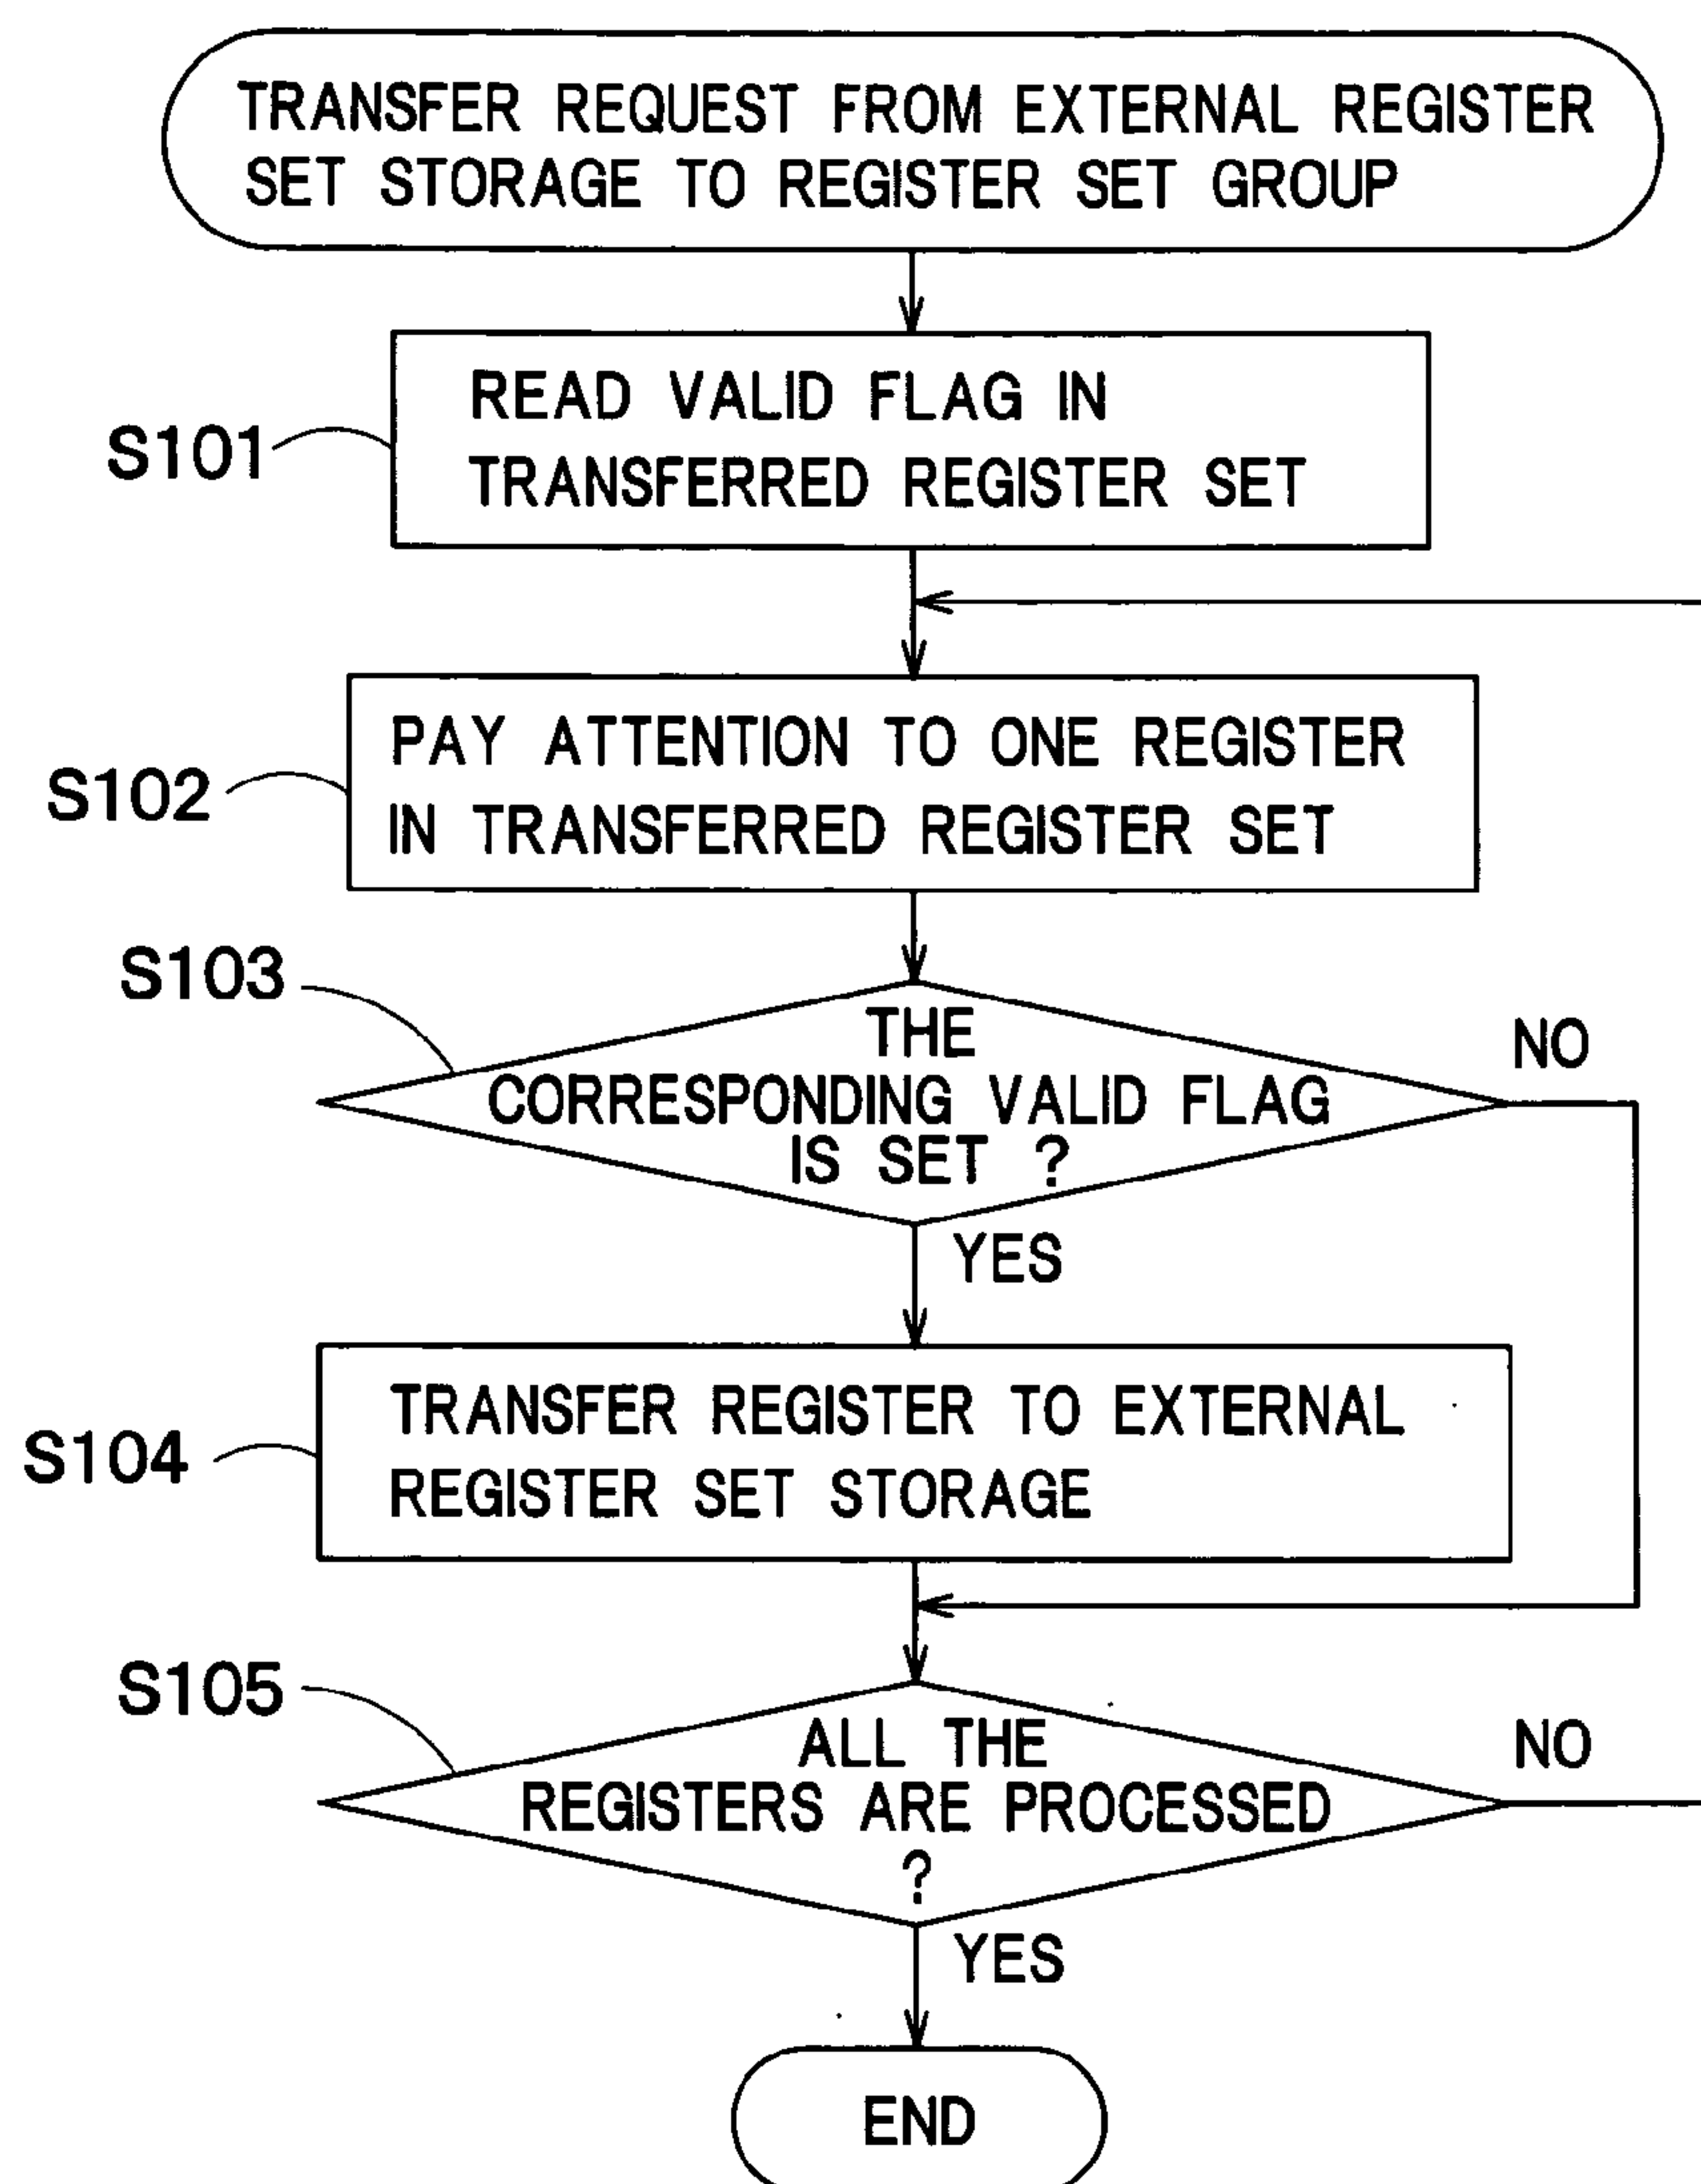 TRANSFER REQUEST FROM EXTERNAL REGISTER
SET STORAGE TO REGISTER SET GROUP
READ VALID FLAG IN
S101
TRANSFERRED REGISTER SET
PAY ATTENTION TO ONE REGISTER
S102
IN TRANSFERRED REGISTER SET
S103
THE
NO
CORRESPONDING VALID FLAG
IS SET ?
YES
TRANSFER REGISTER TO EXTERNAL
S104
REGISTER SET STORAGE
S105
ALL THE
NO
REGISTERS ARE PROCESSED
?
YES
END